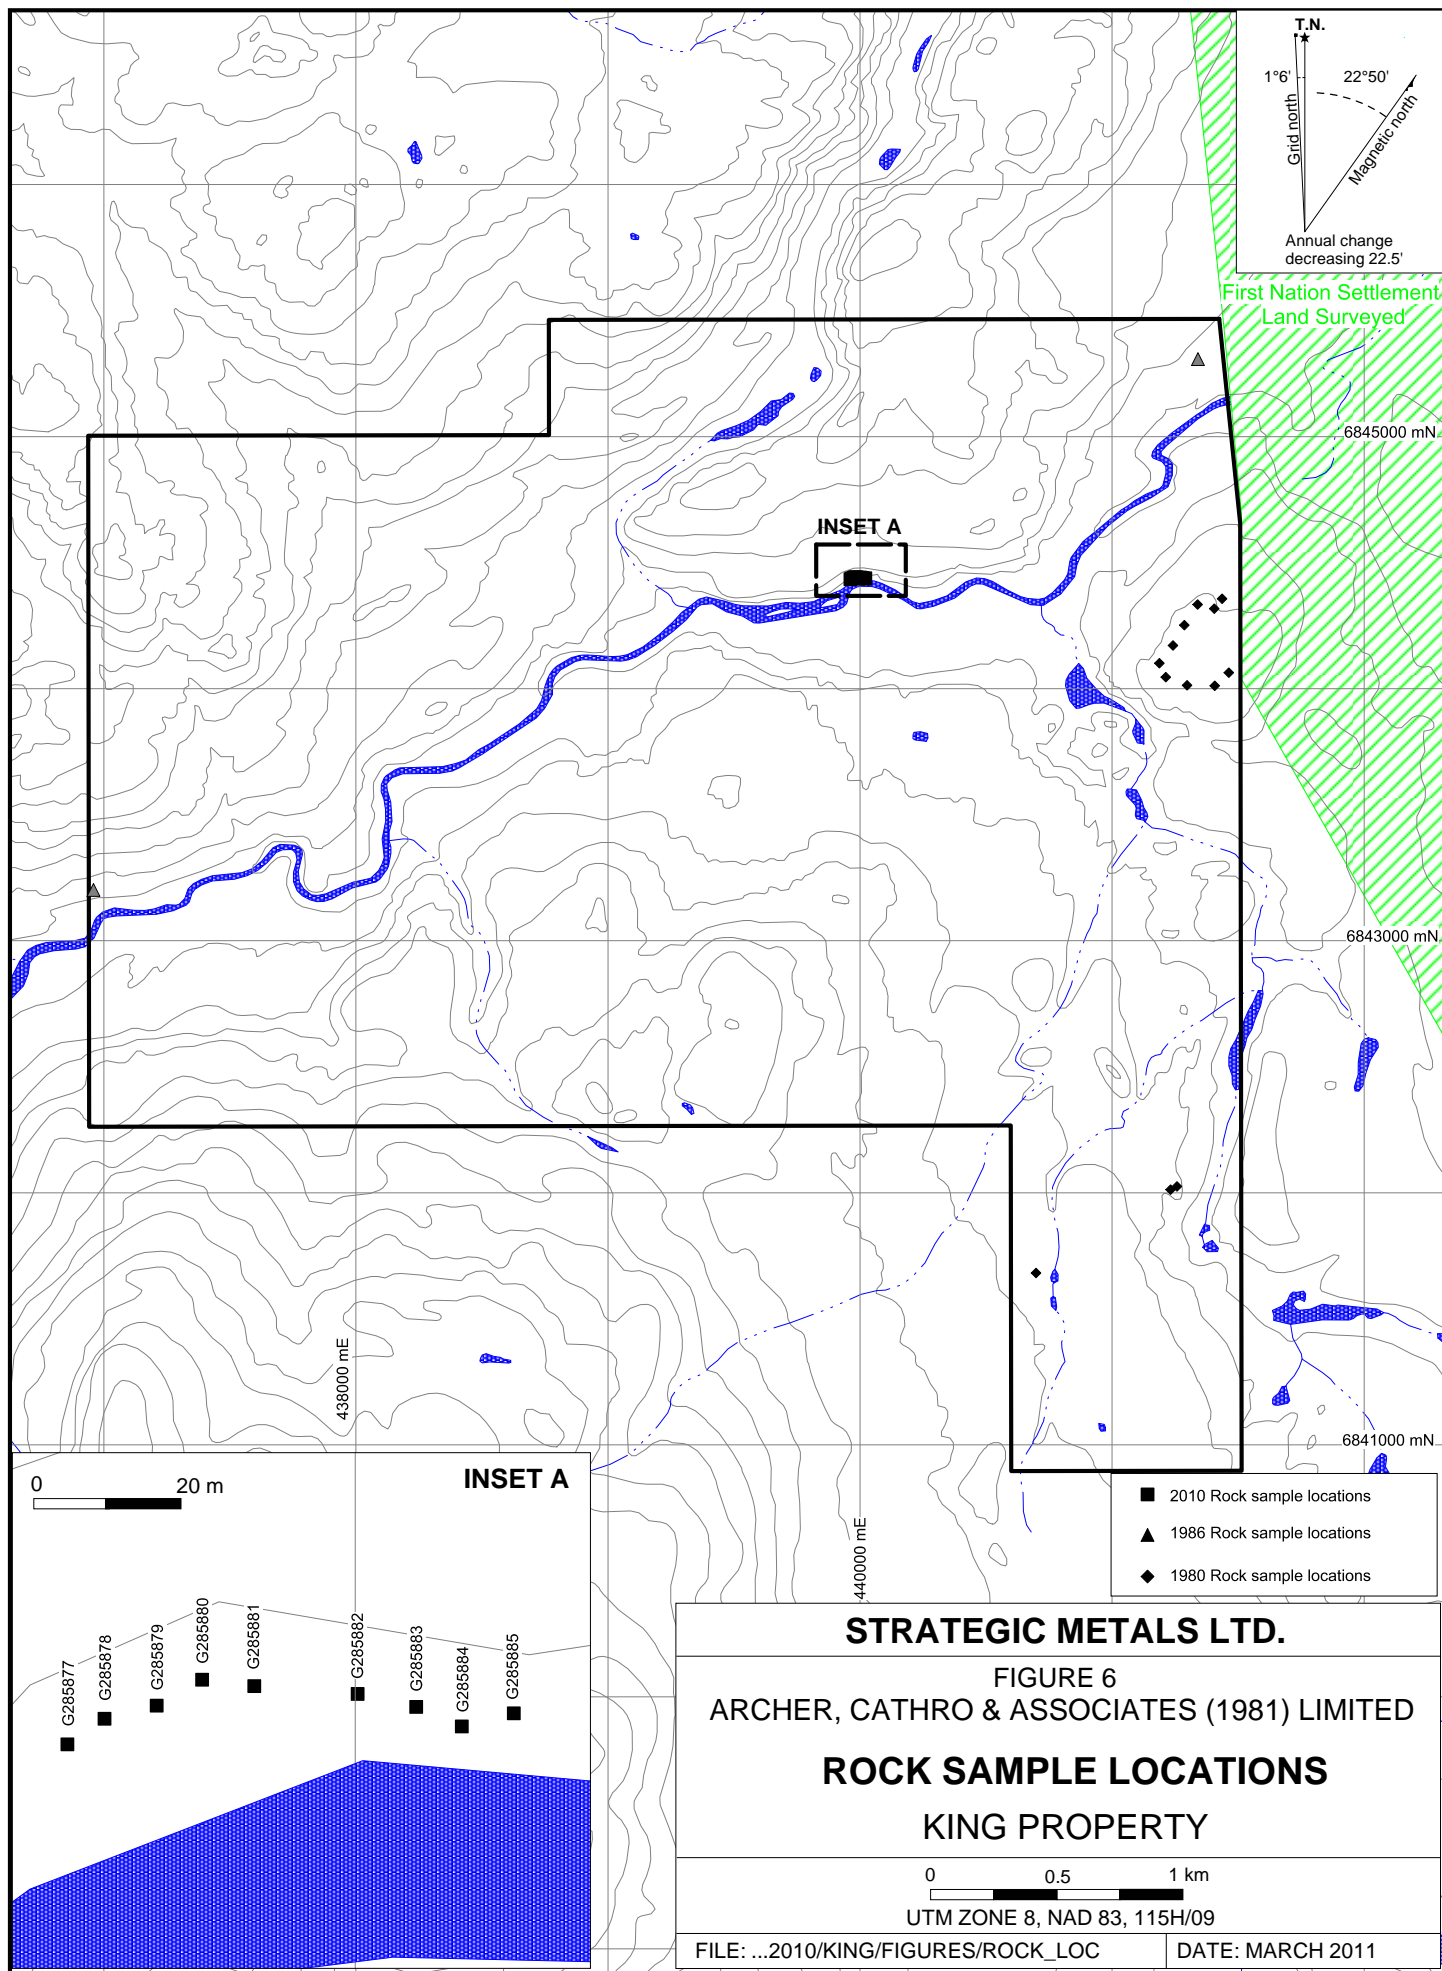 T.N.
1°6'
22°50'
Grid north
Magnetic north
Annual change
decreasing 22.5'
First Nation Settlement
Land Surveyed
6845000 mN
INSET A
6843000 mN
438000 mE
6841000 mN
440000 mE
0 20 m
INSET A
G285877
G285878
G285879
G285880
G285881
G285882
G285883
G285884
G285885
2010 Rock sample locations
1986 Rock sample locations
1980 Rock sample locations
STRATEGIC METALS LTD.
FIGURE 6
ARCHER, CATHRO & ASSOCIATES (1981) LIMITED
ROCK SAMPLE LOCATIONS
KING PROPERTY
0 0.5 1 km
UTM ZONE 8, NAD 83, 115H/09
FILE: ...2010/KING/FIGURES/ROCK_LOC
DATE: MARCH 2011